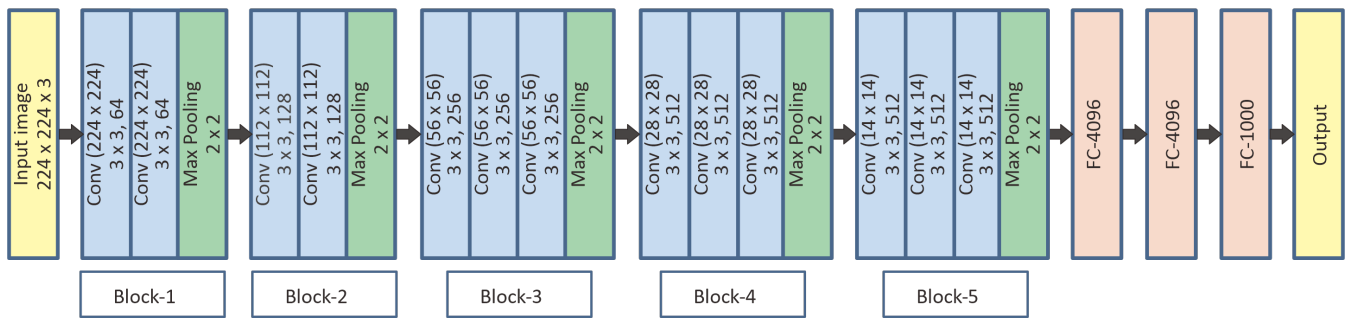 Input image
224 x 224 x 3
Conv (224 x 224)
3 x 3, 64
Conv (224 x 224)
3 x 3, 64
Max Pooling
2 x 2
Conv (112 x 112)
3 x 3, 128
Conv (112 x 112)
3 x 3, 128
Max Pooling
2 x 2
Conv (56 x 56)
3 x 3, 256
Conv (56 x 56)
3 x 3, 256
Conv (56 x 56)
3 x 3, 256
Max Pooling
2 x 2
Conv (28 x 28)
3 x 3, 512
Conv (28 x 28)
3 x 3, 512
Conv (28 x 28)
3 x 3, 512
Max Pooling
2 x 2
Conv (14 x 14)
3 x 3, 512
Conv (14 x 14)
3 x 3, 512
Conv (14 x 14)
3 x 3, 512
Max Pooling
2 x 2
FC-4096
FC-4096
FC-1000
Output
Block-1
Block-2
Block-3
Block-4
Block-5